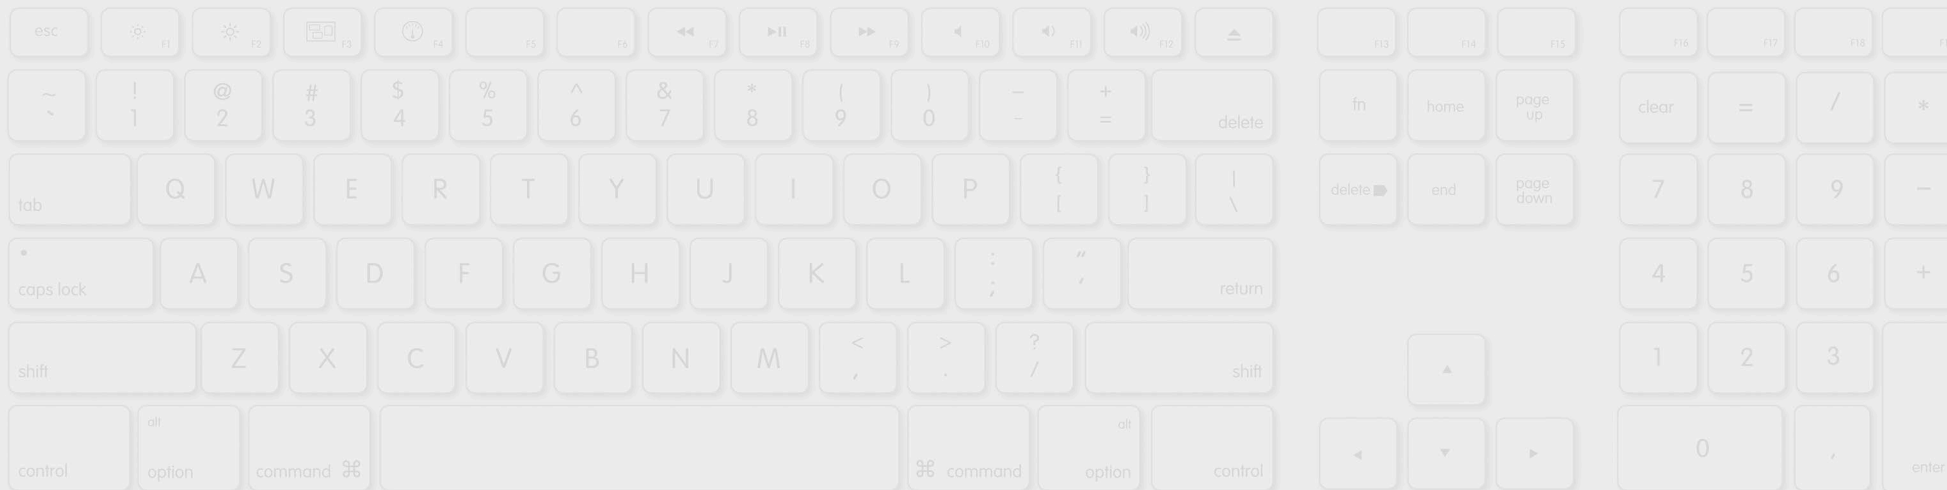 esc F1 F2 F3 F4 F5 F6 F7 F8 F9 F10 F11 F12 F13 F14 F15 F16 F17 F18
~ ! @ # $ % ^ & * ( ) – +
` 1 2 3 4 5 6 7 8 9 0 - = delete fn home page up clear = / *
tab Q W E R T Y U I O P { [ } ] | \ delete end page down 7 8 9 –
caps lock A S D F G H J K L : ; " ' return 4 5 6 +
shift Z X C V B N M < , > . ? / shift 1 2 3
control alt option command ⌘ ⌘ command alt option control 0 , enter